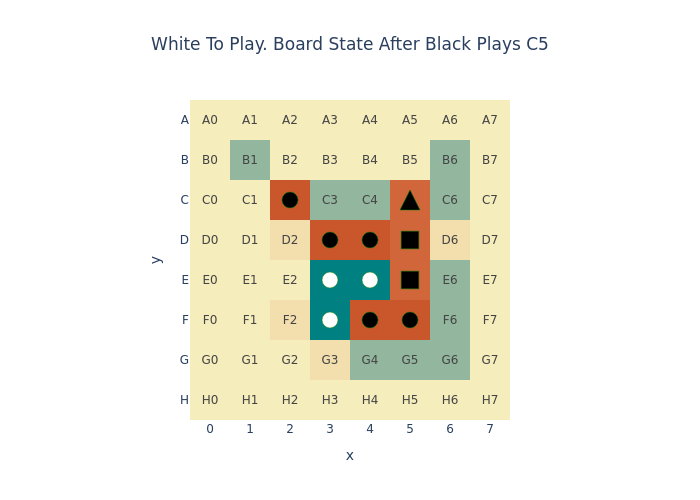 White To Play. Board State After Black Plays C5
A A0 A1 A2 A3 A4 A5 A6 A7
B B0 B1 B2 B3 B4 B5 B6 B7
C C0 C1 C3 C4 C6 C7
D D0 D1 D2 D6 D7
y
E E0 E1 E2 E6 E7
F F0 F1 F2 F6 F7
G G0 G1 G2 G3 G4 G5 G6 G7
H H0 H1 H2 H3 H4 H5 H6 H7
0 1 2 3 4 5 6 7
x